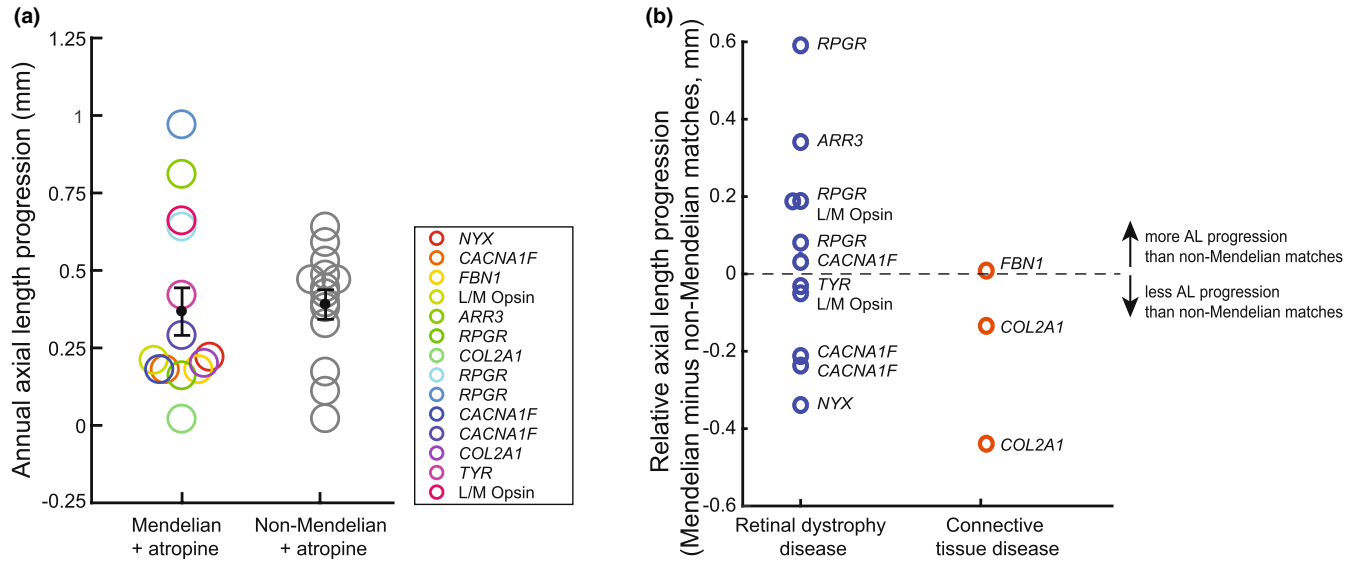 (a)
Annual axial length progression (mm)
1.25
1
0.75
0.5
0.25
0
-0.25
Mendelian
+ atropine
Non-Mendelian
+ atropine
NYX
CACNA1F
FBN1
L/M Opsin
ARR3
RPGR
COL2A1
RPGR
RPGR
CACNA1F
CACNA1F
COL2A1
TYR
L/M Opsin
(b)
Relative axial length progression
(Mendelian minus non-Mendelian matches, mm)
0.6
0.4
0.2
0
-0.2
-0.4
-0.6
RPGR
ARR3
RPGR
L/M Opsin
RPGR
CACNA1F
TYR
L/M Opsin
CACNA1F
CACNA1F
NYX
FBN1
COL2A1
COL2A1
more AL progression
than non-Mendelian matches
less AL progression
than non-Mendelian matches
Retinal dystrophy
disease
Connective
tissue disease